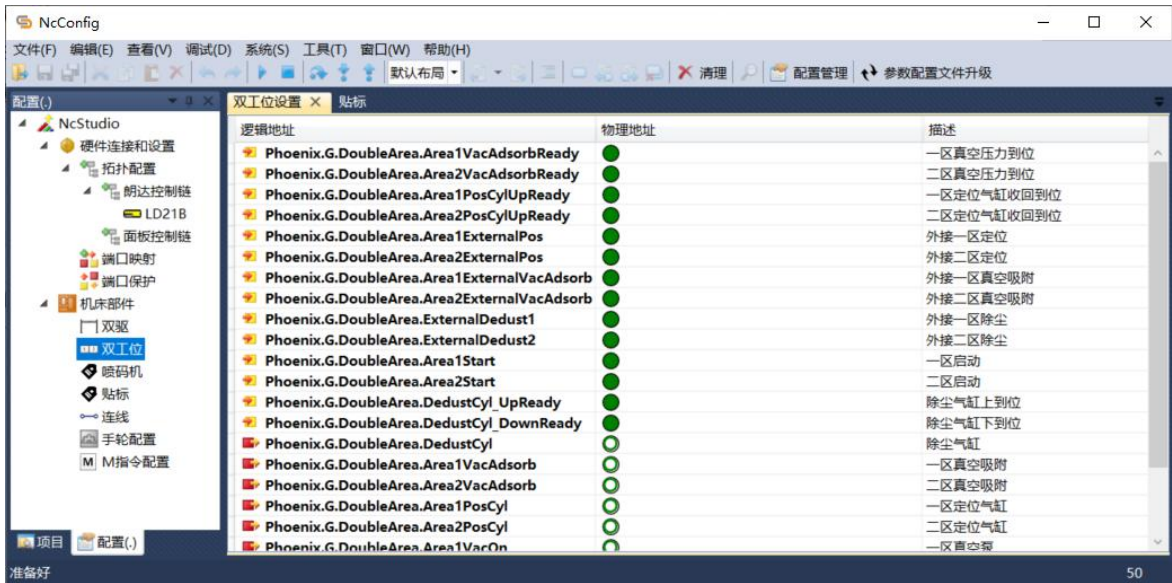 NcConfig
文件(F) 编辑(E) 查看(V) 调试(D) 系统(S) 工具(T) 窗口(W) 帮助(H)
默认布局 清理 配置管理 参数配置文件升级
配置(.)
NcStudio
硬件连接和设置
拓扑配置
朗达控制链
LD21B
面板控制链
端口映射
端口保护
机床部件
双驱
双工位
喷码机
贴标
连线
手轮配置
M M指令配置
项目 配置(.)
双工位设置 贴标
逻辑地址 物理地址 描述
Phoenix.G.DoubleArea.Area1VacAdsorbReady 一区真空压力到位
Phoenix.G.DoubleArea.Area2VacAdsorbReady 二区真空压力到位
Phoenix.G.DoubleArea.Area1PosCylUpReady 一区定位气缸收回到位
Phoenix.G.DoubleArea.Area2PosCylUpReady 二区定位气缸收回到位
Phoenix.G.DoubleArea.Area1ExternalPos 外接一区定位
Phoenix.G.DoubleArea.Area2ExternalPos 外接二区定位
Phoenix.G.DoubleArea.Area1ExternalVacAdsorb 外接一区真空吸附
Phoenix.G.DoubleArea.Area2ExternalVacAdsorb 外接二区真空吸附
Phoenix.G.DoubleArea.ExternalDedust1 外接一区除尘
Phoenix.G.DoubleArea.ExternalDedust2 外接二区除尘
Phoenix.G.DoubleArea.Area1Start 一区启动
Phoenix.G.DoubleArea.Area2Start 二区启动
Phoenix.G.DoubleArea.DedustCyl_UpReady 除尘气缸上到位
Phoenix.G.DoubleArea.DedustCyl_DownReady 除尘气缸下到位
Phoenix.G.DoubleArea.DedustCyl 除尘气缸
Phoenix.G.DoubleArea.Area1VacAdsorb 一区真空吸附
Phoenix.G.DoubleArea.Area2VacAdsorb 二区真空吸附
Phoenix.G.DoubleArea.Area1PosCyl 一区定位气缸
Phoenix.G.DoubleArea.Area2PosCyl 二区定位气缸
Phoenix.G.DoubleArea.Area1VacOn 一区真空泵
准备好 50